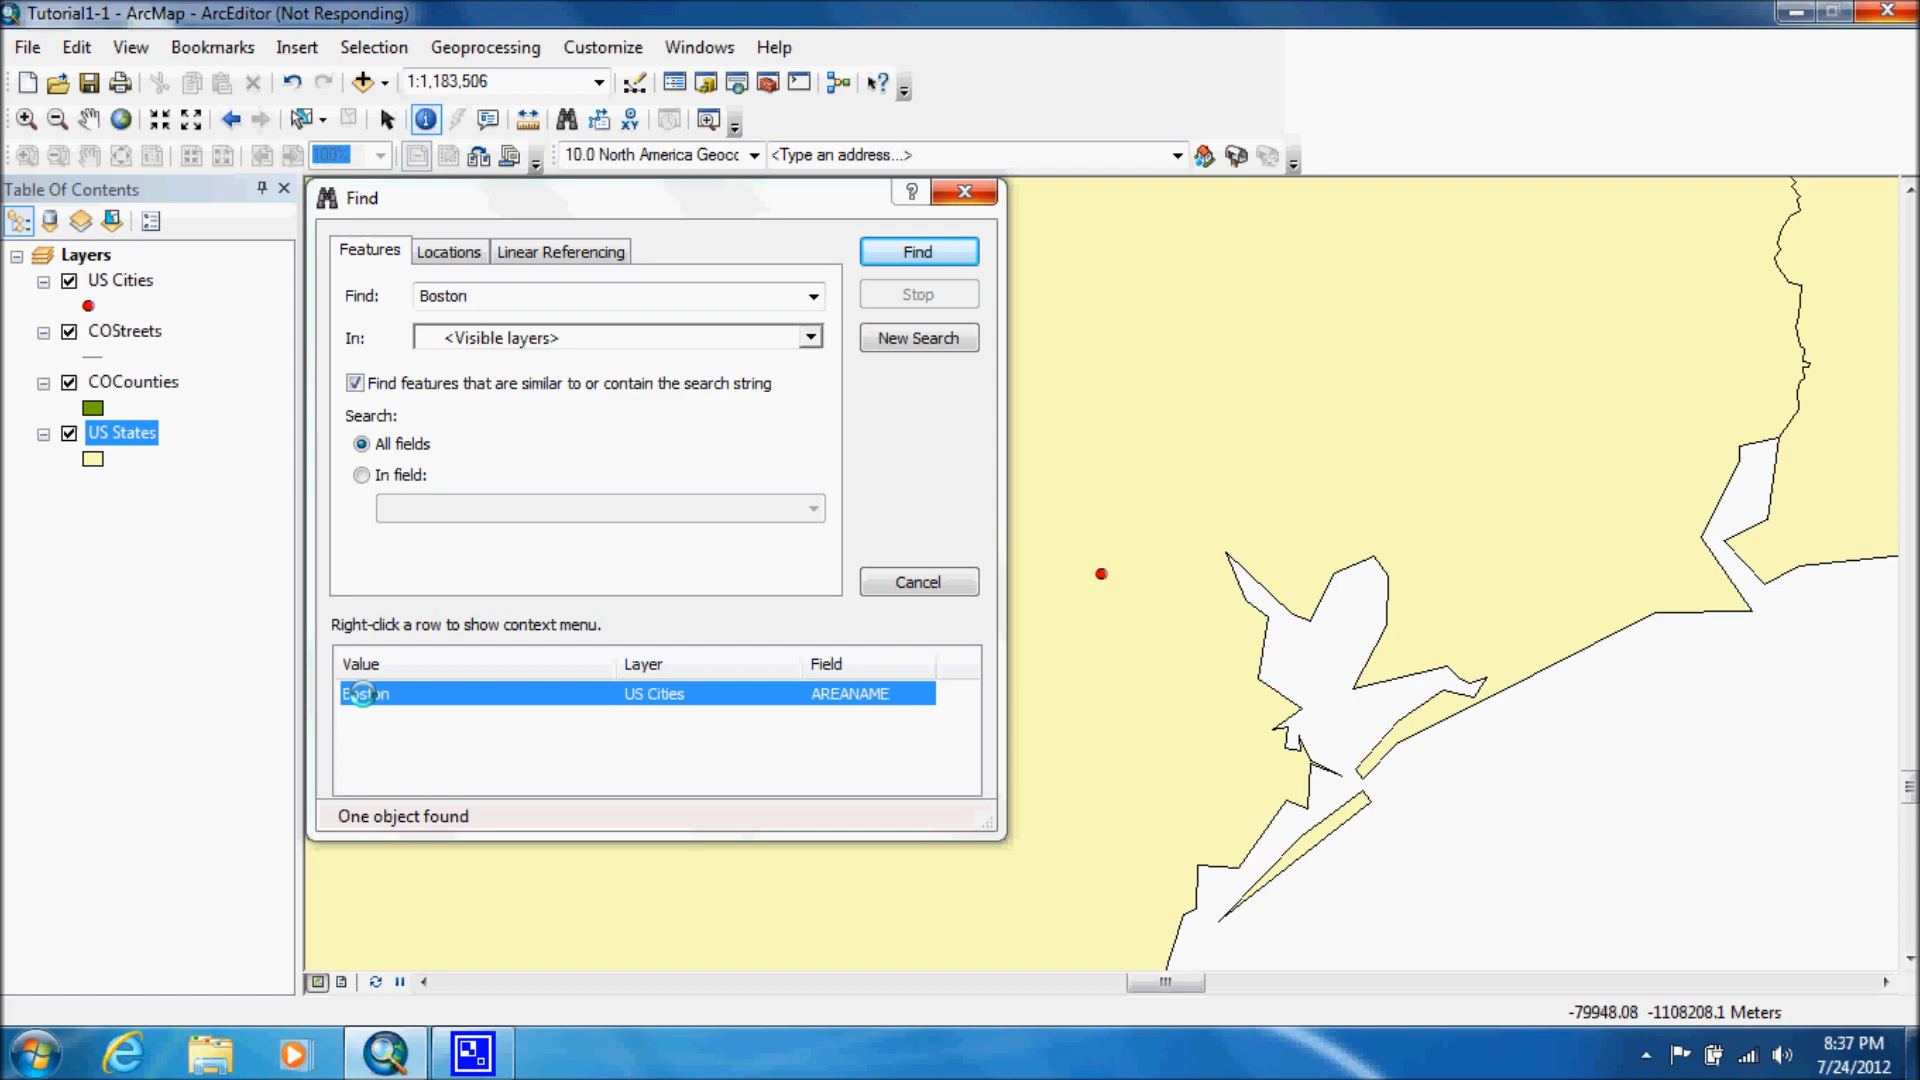 Tutorial1-1 - ArcMap - ArcEditor (Not Responding)
File Edit View Bookmarks Insert Selection Geoprocessing Customize Windows Help
1:1,183,506
XY
100%
10.0 North America Geocc
<Type an address...>
Table Of Contents
Layers
US Cities
COStreets
COCounties
US States
Find
Features Locations Linear Referencing
Find
Find: Boston
Stop
In: <Visible layers>
New Search
Find features that are similar to or contain the search string
Search:
All fields
In field:
Cancel
Right-click a row to show context menu.
Value Layer Field
Boston US Cities AREANAME
One object found
-79948.08 -1108208.1 Meters
8:37 PM
7/24/2012